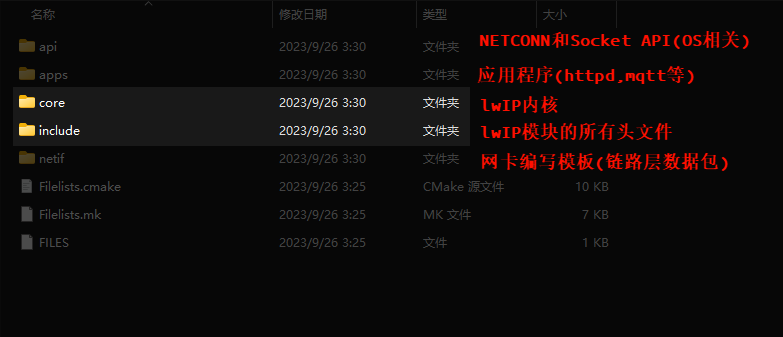 名称 修改日期 类型 大小
api 2023/9/26 3:30 文件夹 NETCONN和Socket API(OS相关)
apps 2023/9/26 3:30 文件夹 应用程序(httpd,mqtt等)
core 2023/9/26 3:30 文件夹 lwIP内核
include 2023/9/26 3:30 文件夹 lwIP模块的所有头文件
netif 2023/9/26 3:30 文件夹 网卡编写模板(链路层数据包)
Filelists.cmake 2023/9/26 3:25 CMake 源文件 10 KB
Filelists.mk 2023/9/26 3:25 MK 文件 7 KB
FILES 2023/9/26 3:25 文件 1 KB